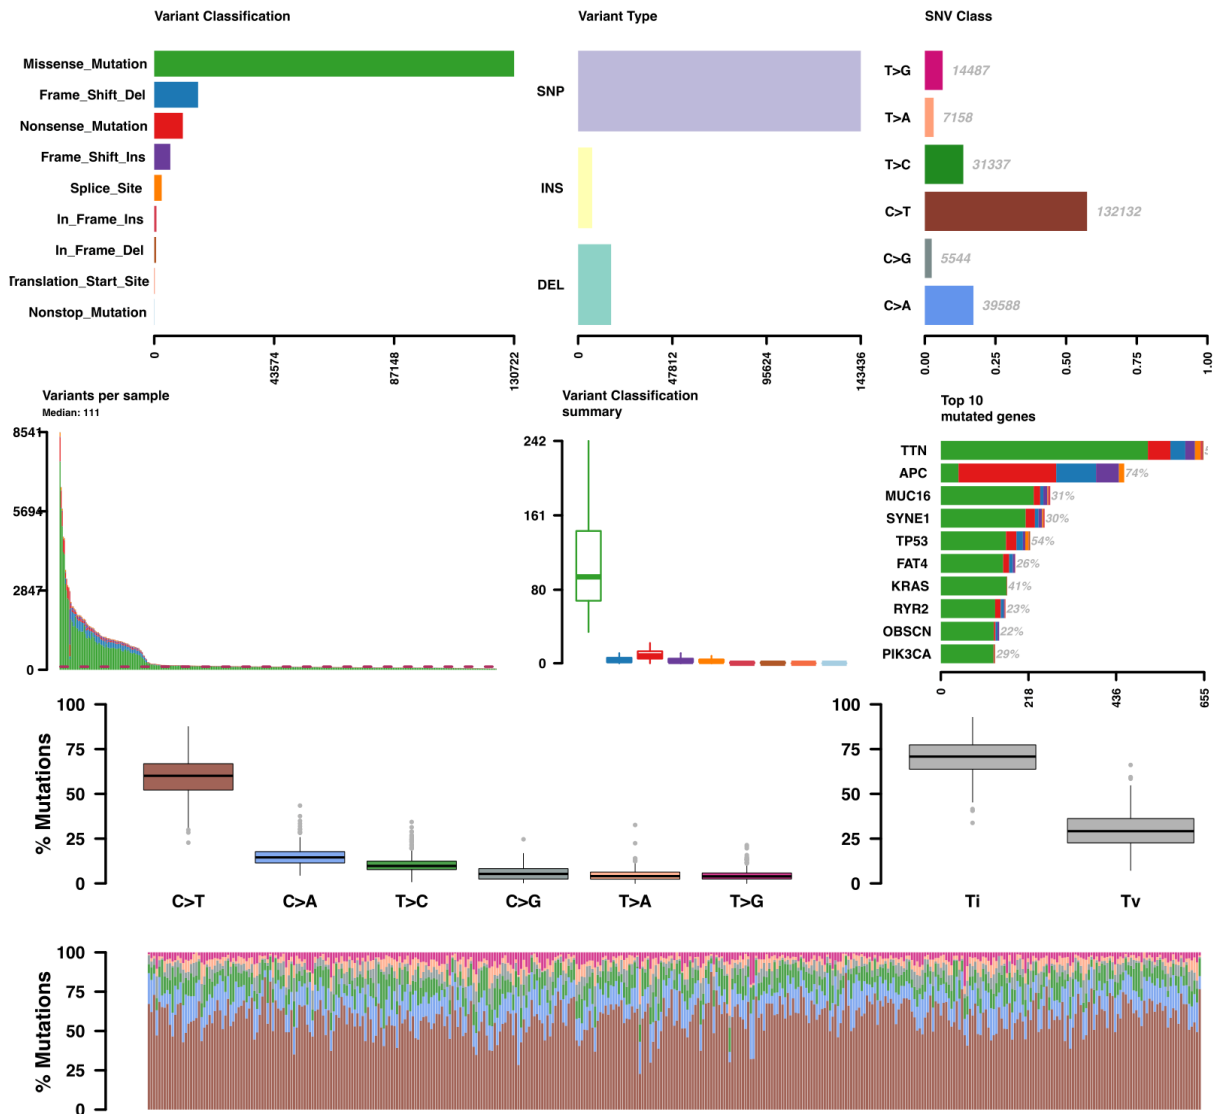 Variant Classification
Missense_Mutation
Frame_Shift_Del
Nonsense_Mutation
Frame_Shift_Ins
Splice_Site
In_Frame_Ins
In_Frame_Del
Translation_Start_Site
Nonstop_Mutation
0
43574
87148
130722
Variant Type
SNP
INS
DEL
0
47812
95624
143436
SNV Class
T>G
14487
T>A
7158
T>C
31337
C>T
132132
C>G
5544
C>A
39588
0.00
0.25
0.50
0.75
1.00
Variants per sample
Median: 111
8541
5694
2847
0
Variant Classification
summary
242
161
80
0
Top 10
mutated genes
TTN
APC
74%
MUC16
31%
SYNE1
30%
TP53
54%
FAT4
26%
KRAS
41%
RYR2
23%
OBSCN
22%
PIK3CA
29%
0
218
436
655
% Mutations
100
75
50
25
0
C>T
C>A
T>C
C>G
T>A
T>G
100
75
50
25
0
Ti
Tv
% Mutations
100
75
50
25
0